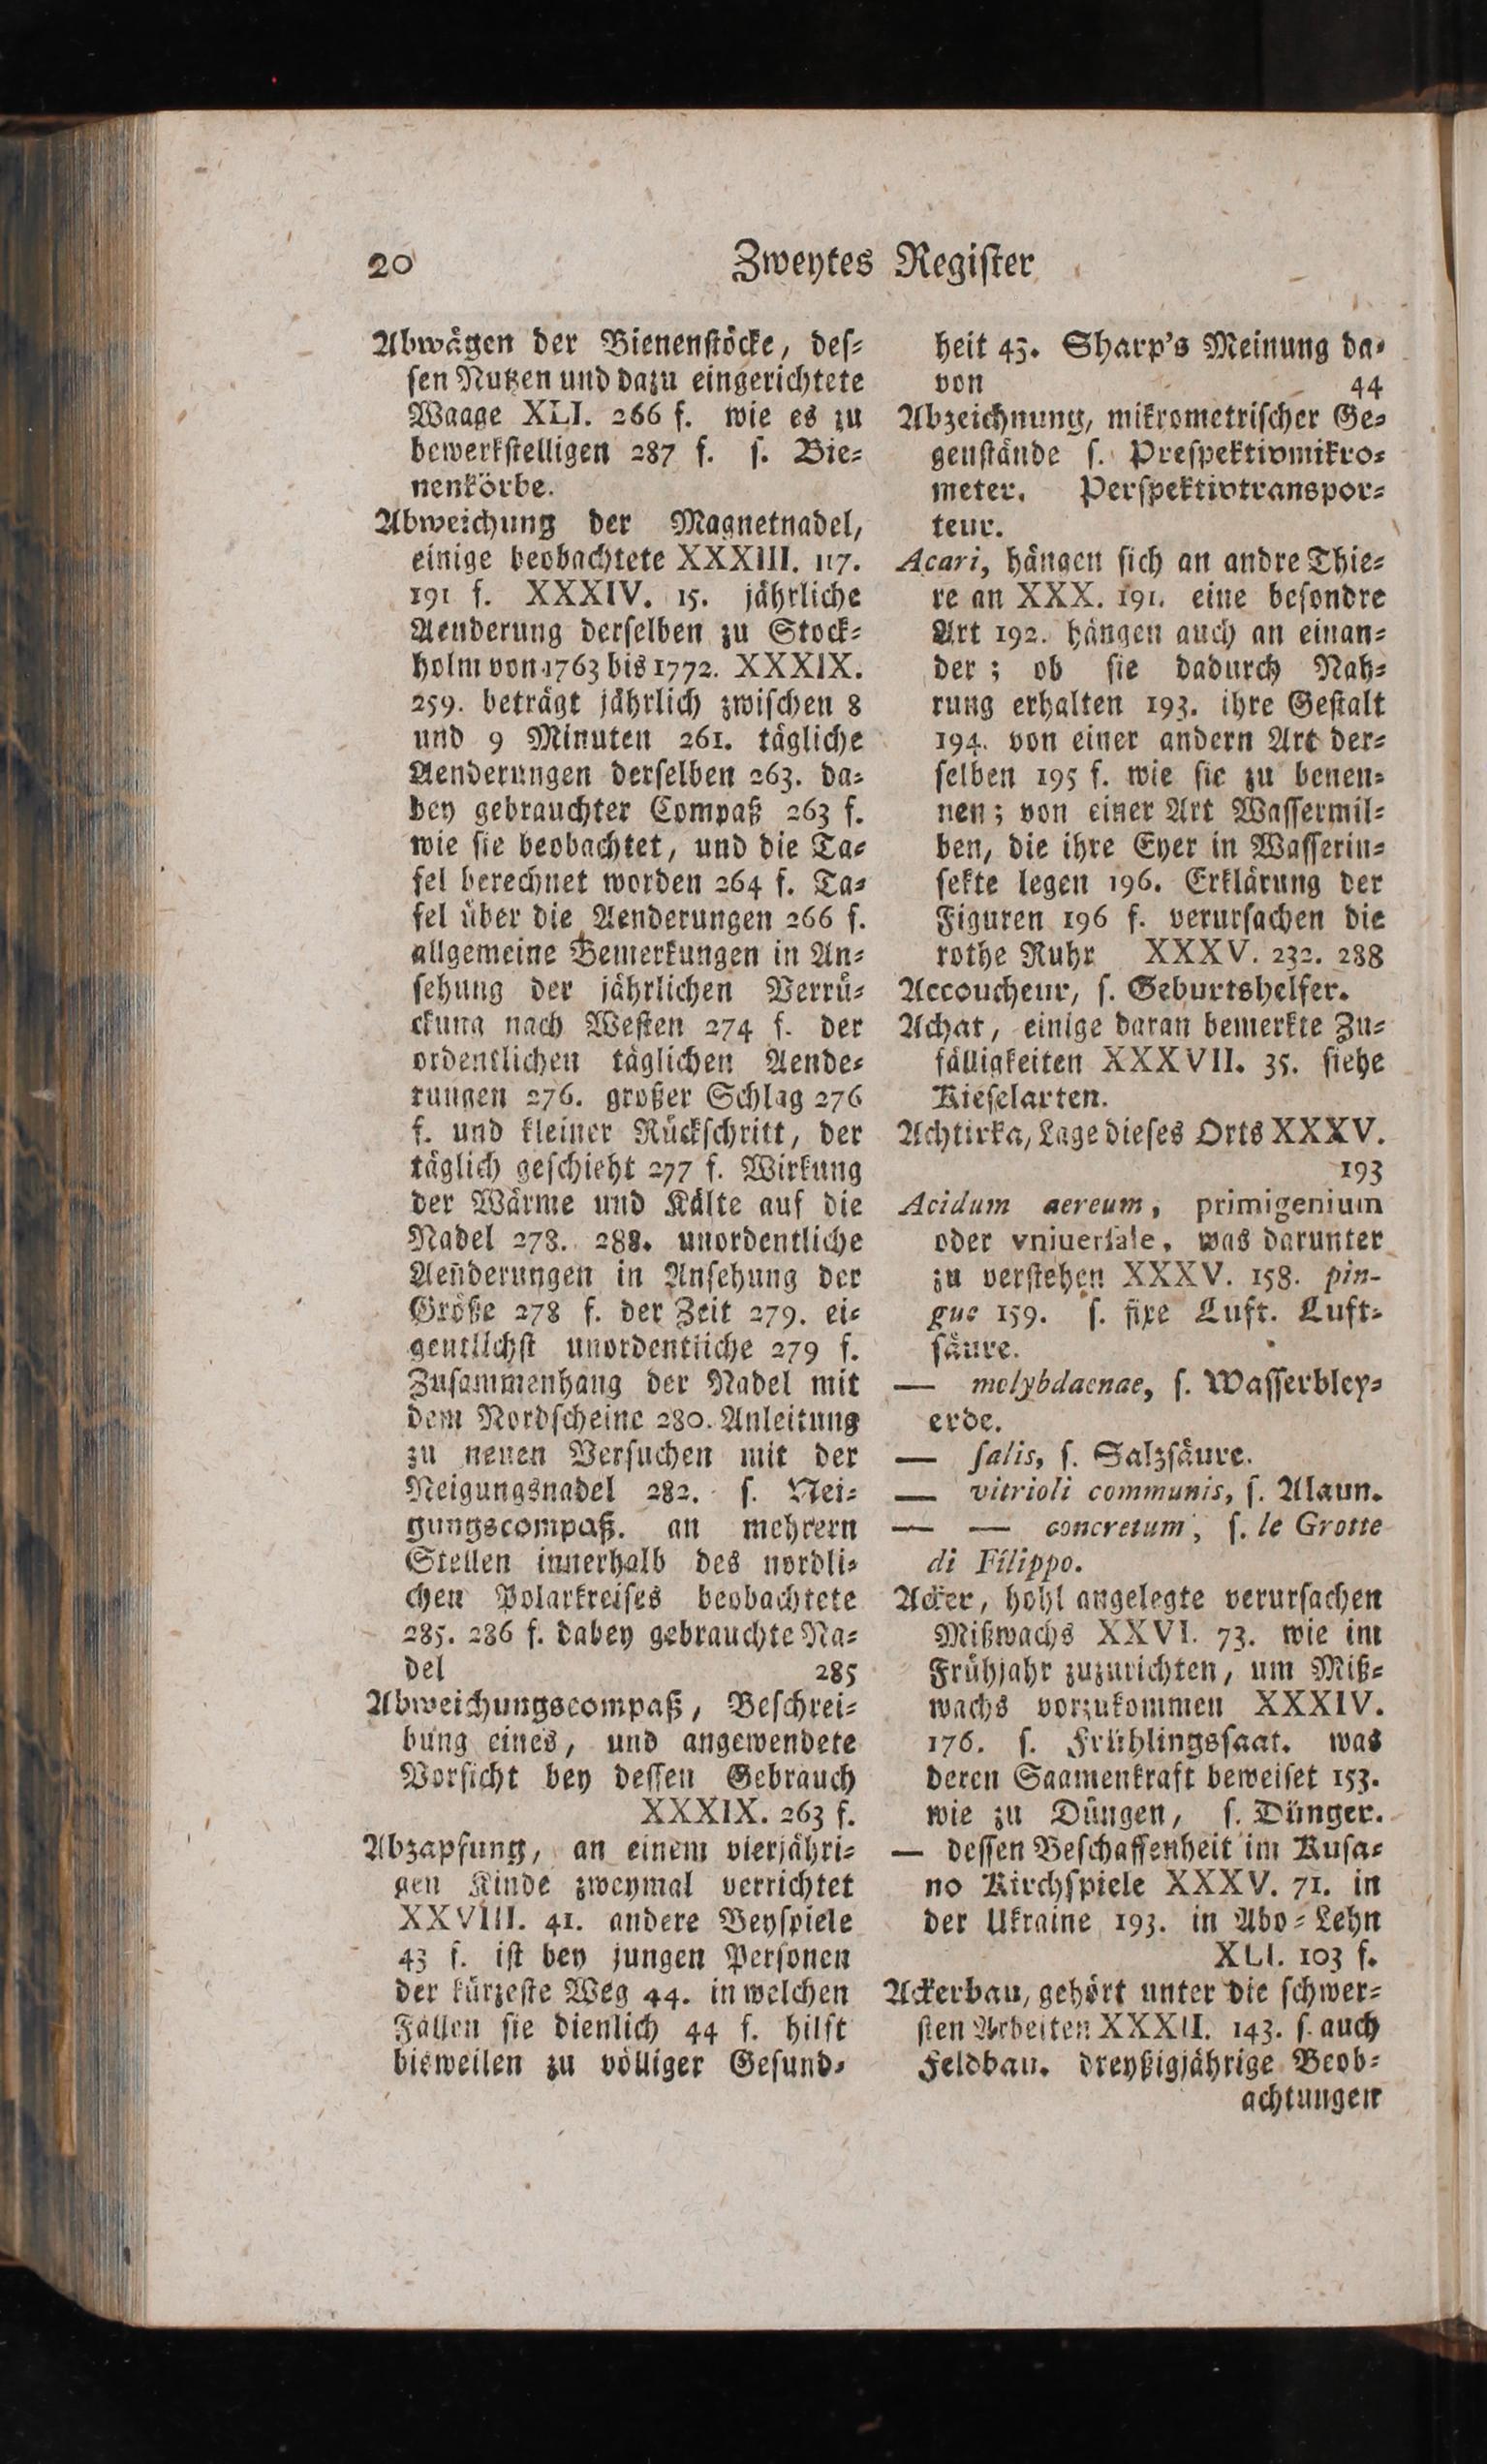 20 Zweytes Regiſter
Abwägen der Bienenſtöcke, deſ-
ſen Nutzen und dazu eingerichtete
Waage XLI. 266 f. wie es zu
bewerkſtelligen 287 f. ſ. Bie-
nenkörbe.
Abweichung der Magnetnadel,
einige beobachtete XXXIII. 117.
191 f. XXXIV. 15. jährliche
Aenderung derſelben zu Stock-
holm von 1763 bis 1772. XXXIX.
259. beträgt jährlich zwiſchen 8
und 9 Minuten 261. tägliche
Aenderungen derſelben 263. da-
bey gebrauchter Compaß 263 f.
wie ſie beobachtet, und die Ta-
fel berechnet worden 264 f. Ta-
fel über die Aenderungen 266 f.
allgemeine Bemerkungen in An-
ſehung der jährlichen Verrü-
ckung nach Weſten 274 f. der
ordentlichen täglichen Aende-
rungen 276. großer Schlag 276
f. und kleiner Rückſchritt, der
täglich geſchieht 277 f. Wirkung
der Wärme und Kälte auf die
Nadel 278. 288. unordentliche
Aenderungen in Anſehung der
Größe 278 f. der Zeit 279. ei-
gentlichſt unordentliche 279 f.
Zuſammenhang der Nadel mit
dem Nordſcheine 280. Anleitung
zu neuen Verſuchen mit der
Neigungsnadel 282. ſ. Nei-
gungscompaß. an mehrern
Stellen innerhalb des nordli-
chen Polarkreiſes beobachtete
285. 286 f. dabey gebrauchte Na-
del 285
Abweichungscompaß, Beſchrei-
bung eines, und angewendete
Vorſicht bey deſſen Gebrauch
XXXIX. 263 f.
Abzapfung, an einem vierjähri-
gen Kinde zweymal verrichtet
XXVIII. 41. andere Beyſpiele
43 f. iſt bey jungen Perſonen
der kürzeſte Weg 44. in welchen
Fällen ſie dienlich 44 f. hilft
bisweilen zu völliger Geſund-
heit 45. Sharp's Meinung da-
von 44
Abzeichnung, mikrometriſcher Ge-
genſtände ſ. Preſpektivmikro-
meter. Perſpektivtranspor-
teur.
Acari, hängen ſich an andre Thie-
re an XXX. 191. eine beſondre
Art 192. hängen auch an einan-
der; ob ſie dadurch Nah-
rung erhalten 193. ihre Geſtalt
194. von einer andern Art der-
ſelben 195 f. wie ſie zu benen-
nen; von einer Art Waſſermil-
ben, die ihre Eyer in Waſſerin-
ſekte legen 196. Erklärung der
Figuren 196 f. verurſachen die
rothe Ruhr XXXV. 232. 288
Accoucheur, ſ. Geburtshelfer.
Achat, einige daran bemerkte Zu-
fälligkeiten XXXVII. 35. ſiehe
Kieſelarten.
Achtirka, Lage dieſes Orts XXXV.
193
Acidum aereum, primigenium
oder vniuerſale, was darunter
zu verſtehen XXXV. 158. pin-
gue 159. ſ. fixe Luft. Luft-
ſäure.
— molybdaenae, ſ. Waſſerbley-
erde.
— ſalis, ſ. Salzſäure.
— vitrioli communis, ſ. Alaun.
— — concretum, ſ. le Grotte
di Filippo.
Acker, hohl angelegte verurſachen
Mißwachs XXVI. 73. wie im
Frühjahr zuzurichten, um Miß-
wachs vorzukommen XXXIV.
176. ſ. Frühlingsſaat. was
deren Saamenkraft beweiſet 153.
wie zu Düngen, ſ. Dünger.
— deſſen Beſchaffenheit im Kuſa-
no Kirchſpiele XXXV. 71. in
der Ukraine 193. in Abo-Lehn
XLI. 103 f.
Ackerbau, gehört unter die ſchwer-
ſten Arbeiten XXXII. 143. ſ. auch
Feldbau. dreyßigjährige Beob-
achtungen